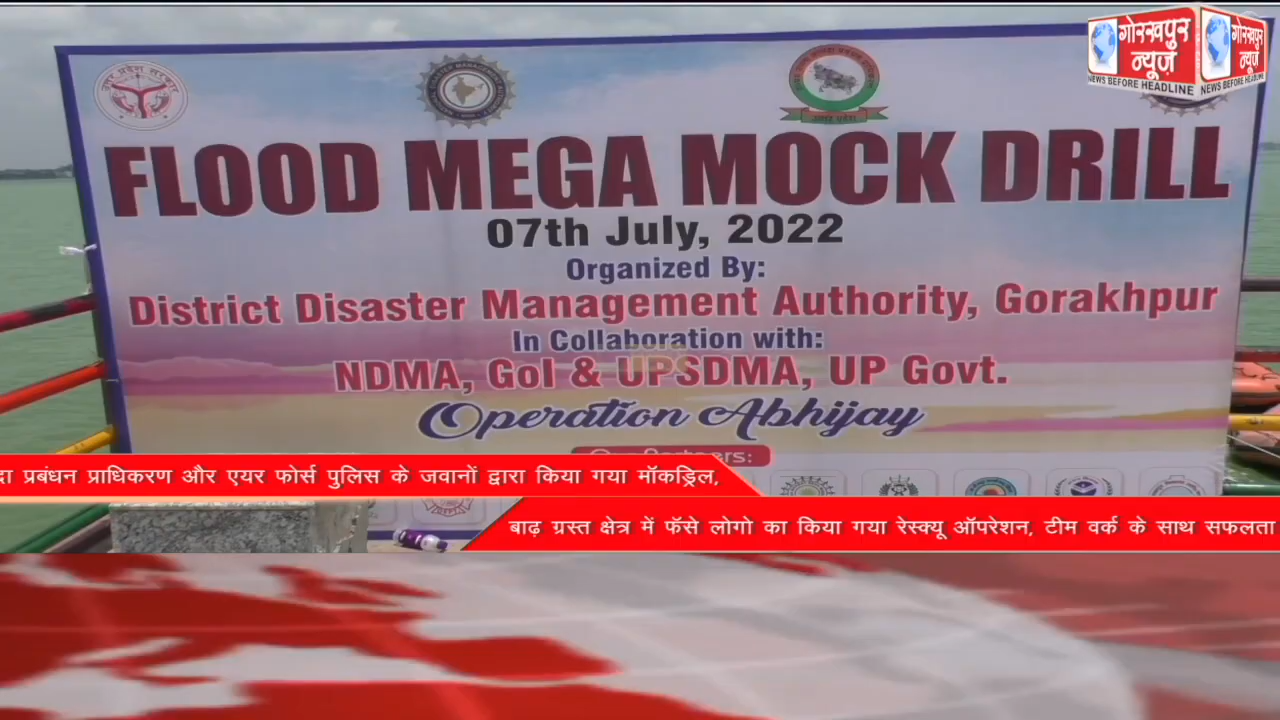 गोरखपुर
न्यूज़
NEWS BEFORE HEADLINE
गोरखपुर
न्यूज़
NEWS BEFORE HEADLINE
FLOOD MEGA MOCK DRILL
07th July, 2022
Organized By:
District Disaster Management Authority, Gorakhpur
In Collaboration with:
NDMA, GoI & UPSDMA, UP Govt.
Operation Abhijay
प्रबंधन प्राधिकरण और एयर फोर्स पुलिस के जवानों द्वारा किया गया मॉकड्रिल,
बाढ़ ग्रस्त क्षेत्र में फॅसे लोगो का किया गया रेस्क्यू ऑपरेशन, टीम वर्क के साथ सफलता